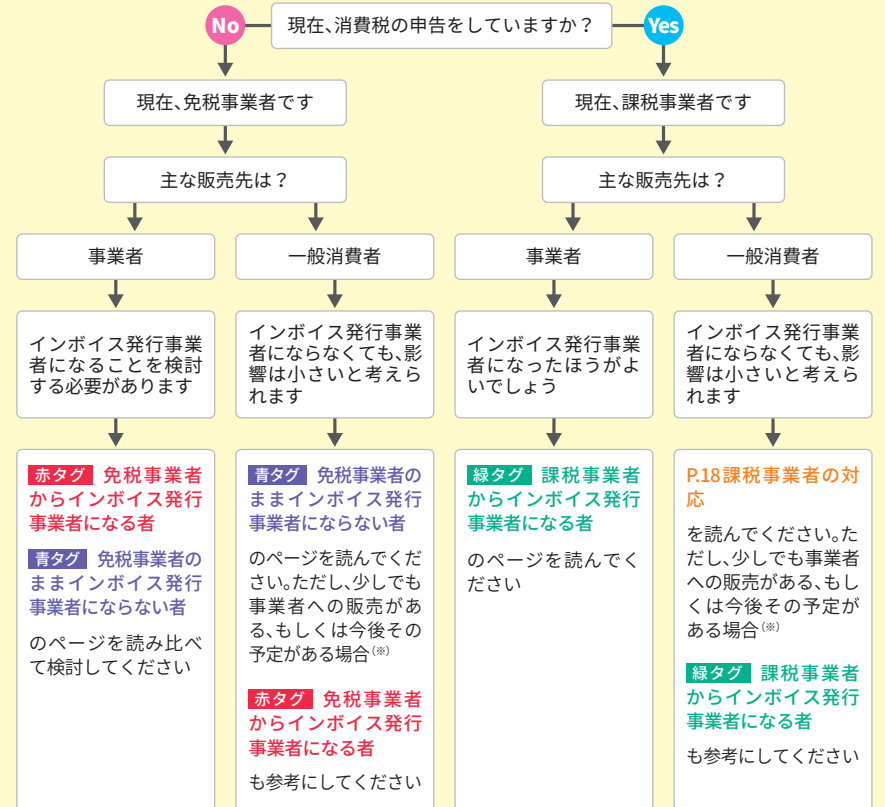 No
現在、消費税の申告をしていますか？
Yes
現在、免税事業者です
現在、課税事業者です
主な販売先は？
主な販売先は？
事業者
一般消費者
事業者
一般消費者
インボイス発行事業
者になることを検討
する必要があります
インボイス発行事業
者にならなくても、影
響は小さいと考えら
れます
インボイス発行事業
者になったほうがよ
いでしょう
インボイス発行事業
者にならなくても、影
響は小さいと考えら
れます
赤タグ 免税事業者
からインボイス発行
事業者になる者
青タグ 免税事業者の
ままインボイス発行
事業者にならない者
のページを読み比べ
て検討してください
青タグ 免税事業者の
ままインボイス発行
事業者にならない者
のページを読んでくだ
さい。ただし、少しでも
事業者への販売があ
る、もしくは今後その
予定がある場合(※)
赤タグ 免税事業者
からインボイス発行
事業者になる者
も参考にしてください
緑タグ 課税事業者
からインボイス発行
事業者になる者
のページを読んでく
ださい
P.18課税事業者の対
応
を読んでください。た
だし、少しでも事業者
への販売がある、もし
くは今後その予定が
ある場合(※)
緑タグ 課税事業者
からインボイス発行
事業者になる者
も参考にしてください